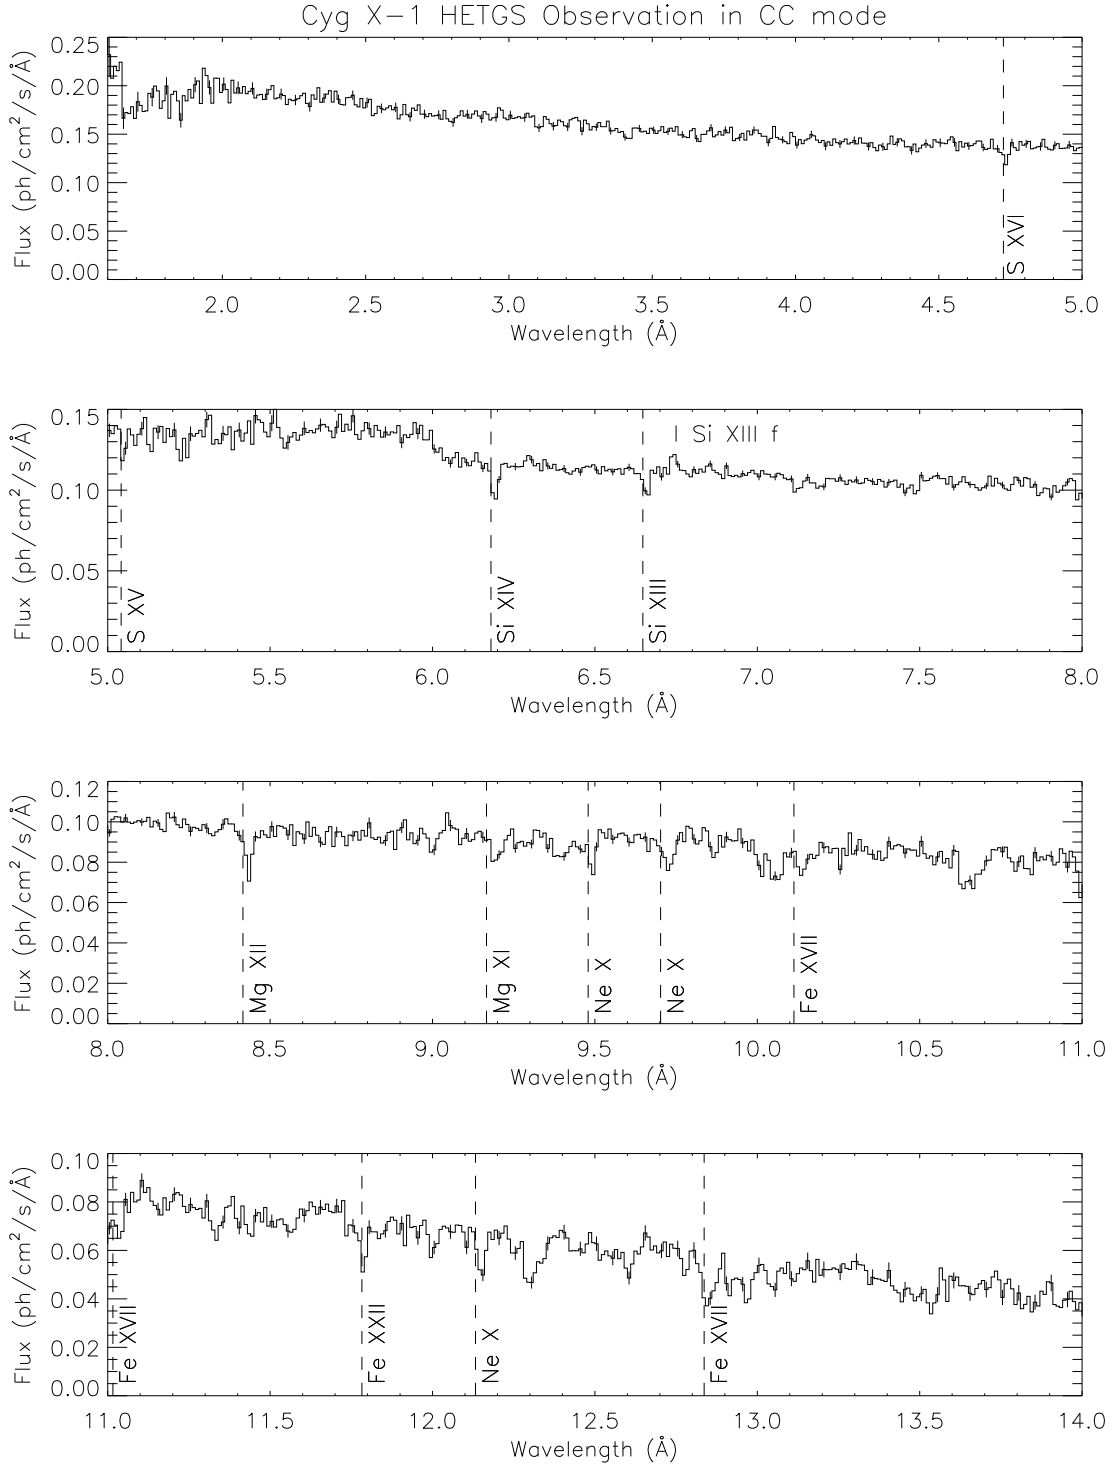 Cyg X−1 HETGS Observation in CC mode
Flux (ph/cm²/s/Å)
0.25
0.20
0.15
0.10
0.05
0.00
S XVI
2.0 2.5 3.0 3.5 4.0 4.5 5.0
Wavelength (Å)
Flux (ph/cm²/s/Å)
0.15
0.10
0.05
0.00
I Si XIII f
S XV
Si XIV
Si XIII
5.0 5.5 6.0 6.5 7.0 7.5 8.0
Wavelength (Å)
Flux (ph/cm²/s/Å)
0.12
0.10
0.08
0.06
0.04
0.02
0.00
Mg XII
Mg XI
Ne X
Ne X
Fe XVII
8.0 8.5 9.0 9.5 10.0 10.5 11.0
Wavelength (Å)
Flux (ph/cm²/s/Å)
0.10
0.08
0.06
0.04
0.02
0.00
Fe XVII
Fe XXII
Ne X
Fe XVII
11.0 11.5 12.0 12.5 13.0 13.5 14.0
Wavelength (Å)